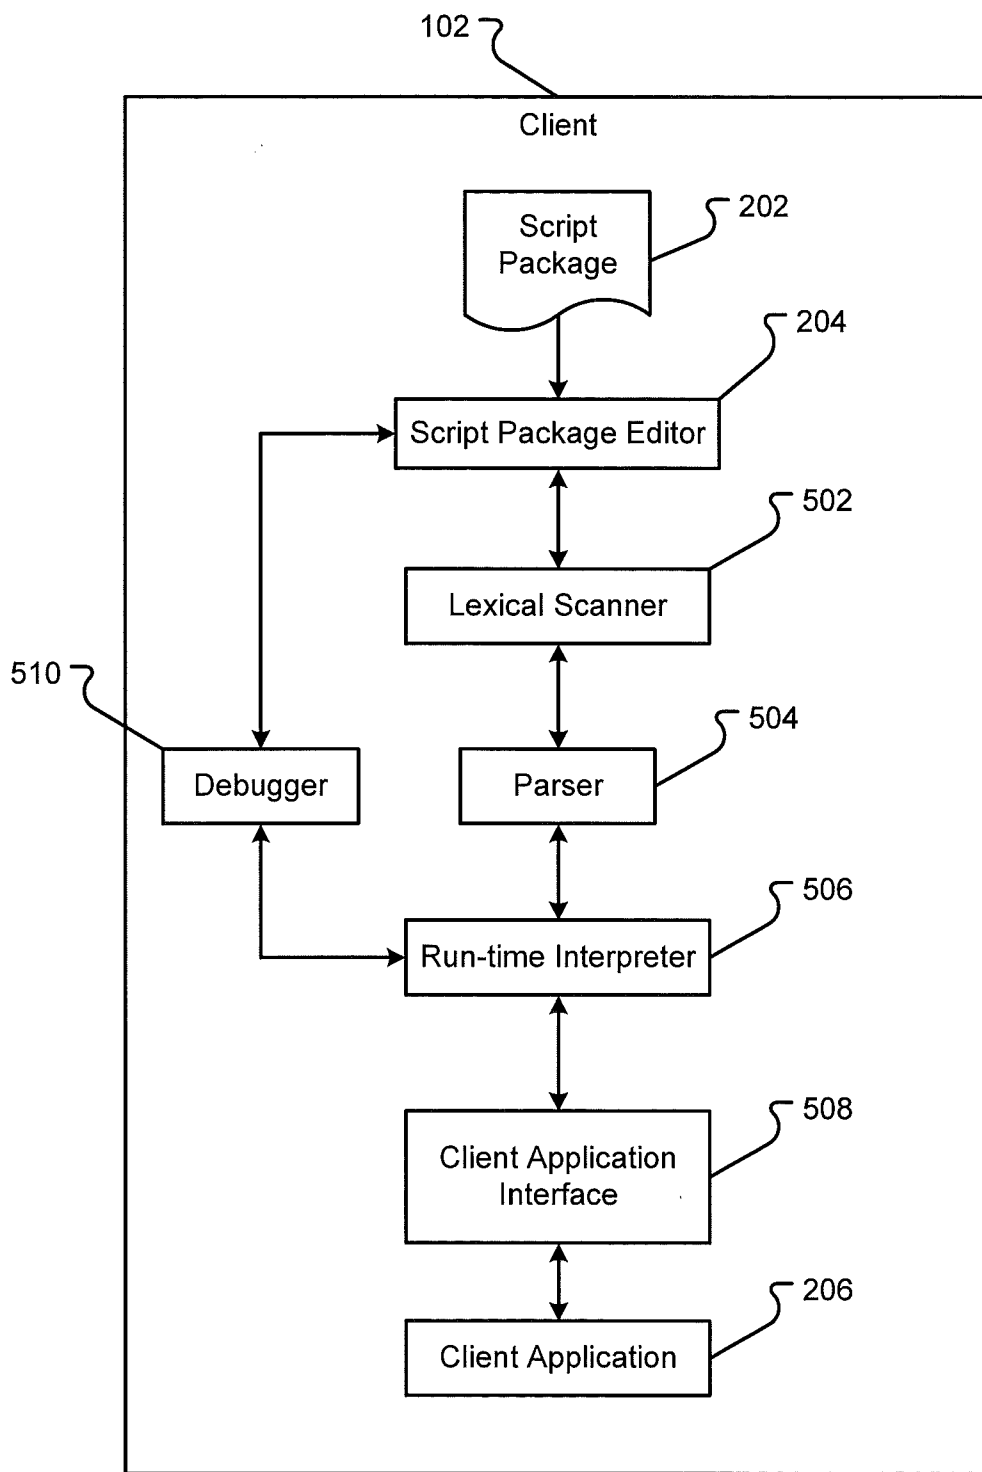 102
Client
Script
Package
202
204
Script Package Editor
502
Lexical Scanner
510
504
Debugger
Parser
506
Run-time Interpreter
508
Client Application
Interface
206
Client Application